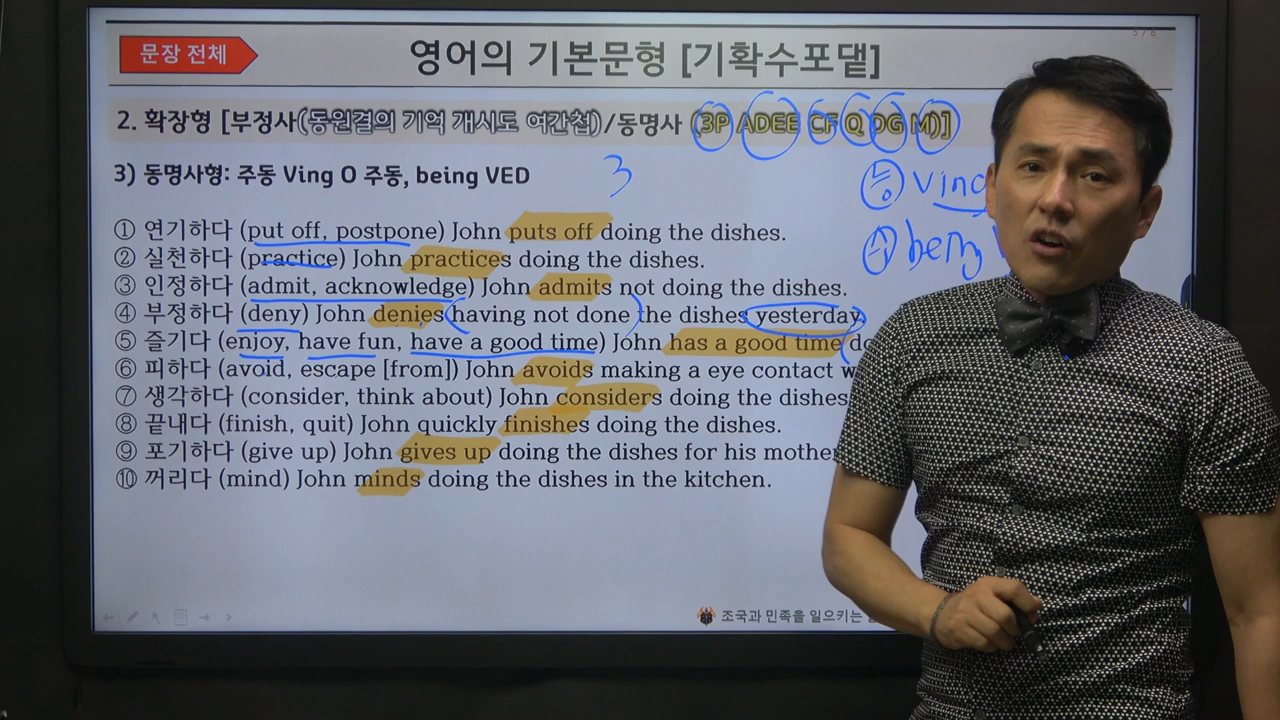 5/8
문장 전체
영어의 기본문형 [기확수포댙]
2. 확장형 [부정사(동원결의 기억 개시도 여간첩)/동명사 (3P ADEE CF Q DG M)]
3) 동명사형: 주동 Ving O 주동, being VED
3
능 Ving
① 연기하다 (put off, postpone) John puts off doing the dishes.
② 실천하다 (practice) John practices doing the dishes.
being
③ 인정하다 (admit, acknowledge) John admits not doing the dishes.
④ 부정하다 (deny) John denies having not done the dishes yesterday
⑤ 즐기다 (enjoy, have fun, have a good time) John has a good time do
⑥ 피하다 (avoid, escape [from]) John avoids making a eye contact w
⑦ 생각하다 (consider, think about) John considers doing the dishes.
⑧ 끝내다 (finish, quit) John quickly finishes doing the dishes.
⑨ 포기하다 (give up) John gives up doing the dishes for his mothe
⑩ 꺼리다 (mind) John minds doing the dishes in the kitchen.
조국과 민족을 일으키는